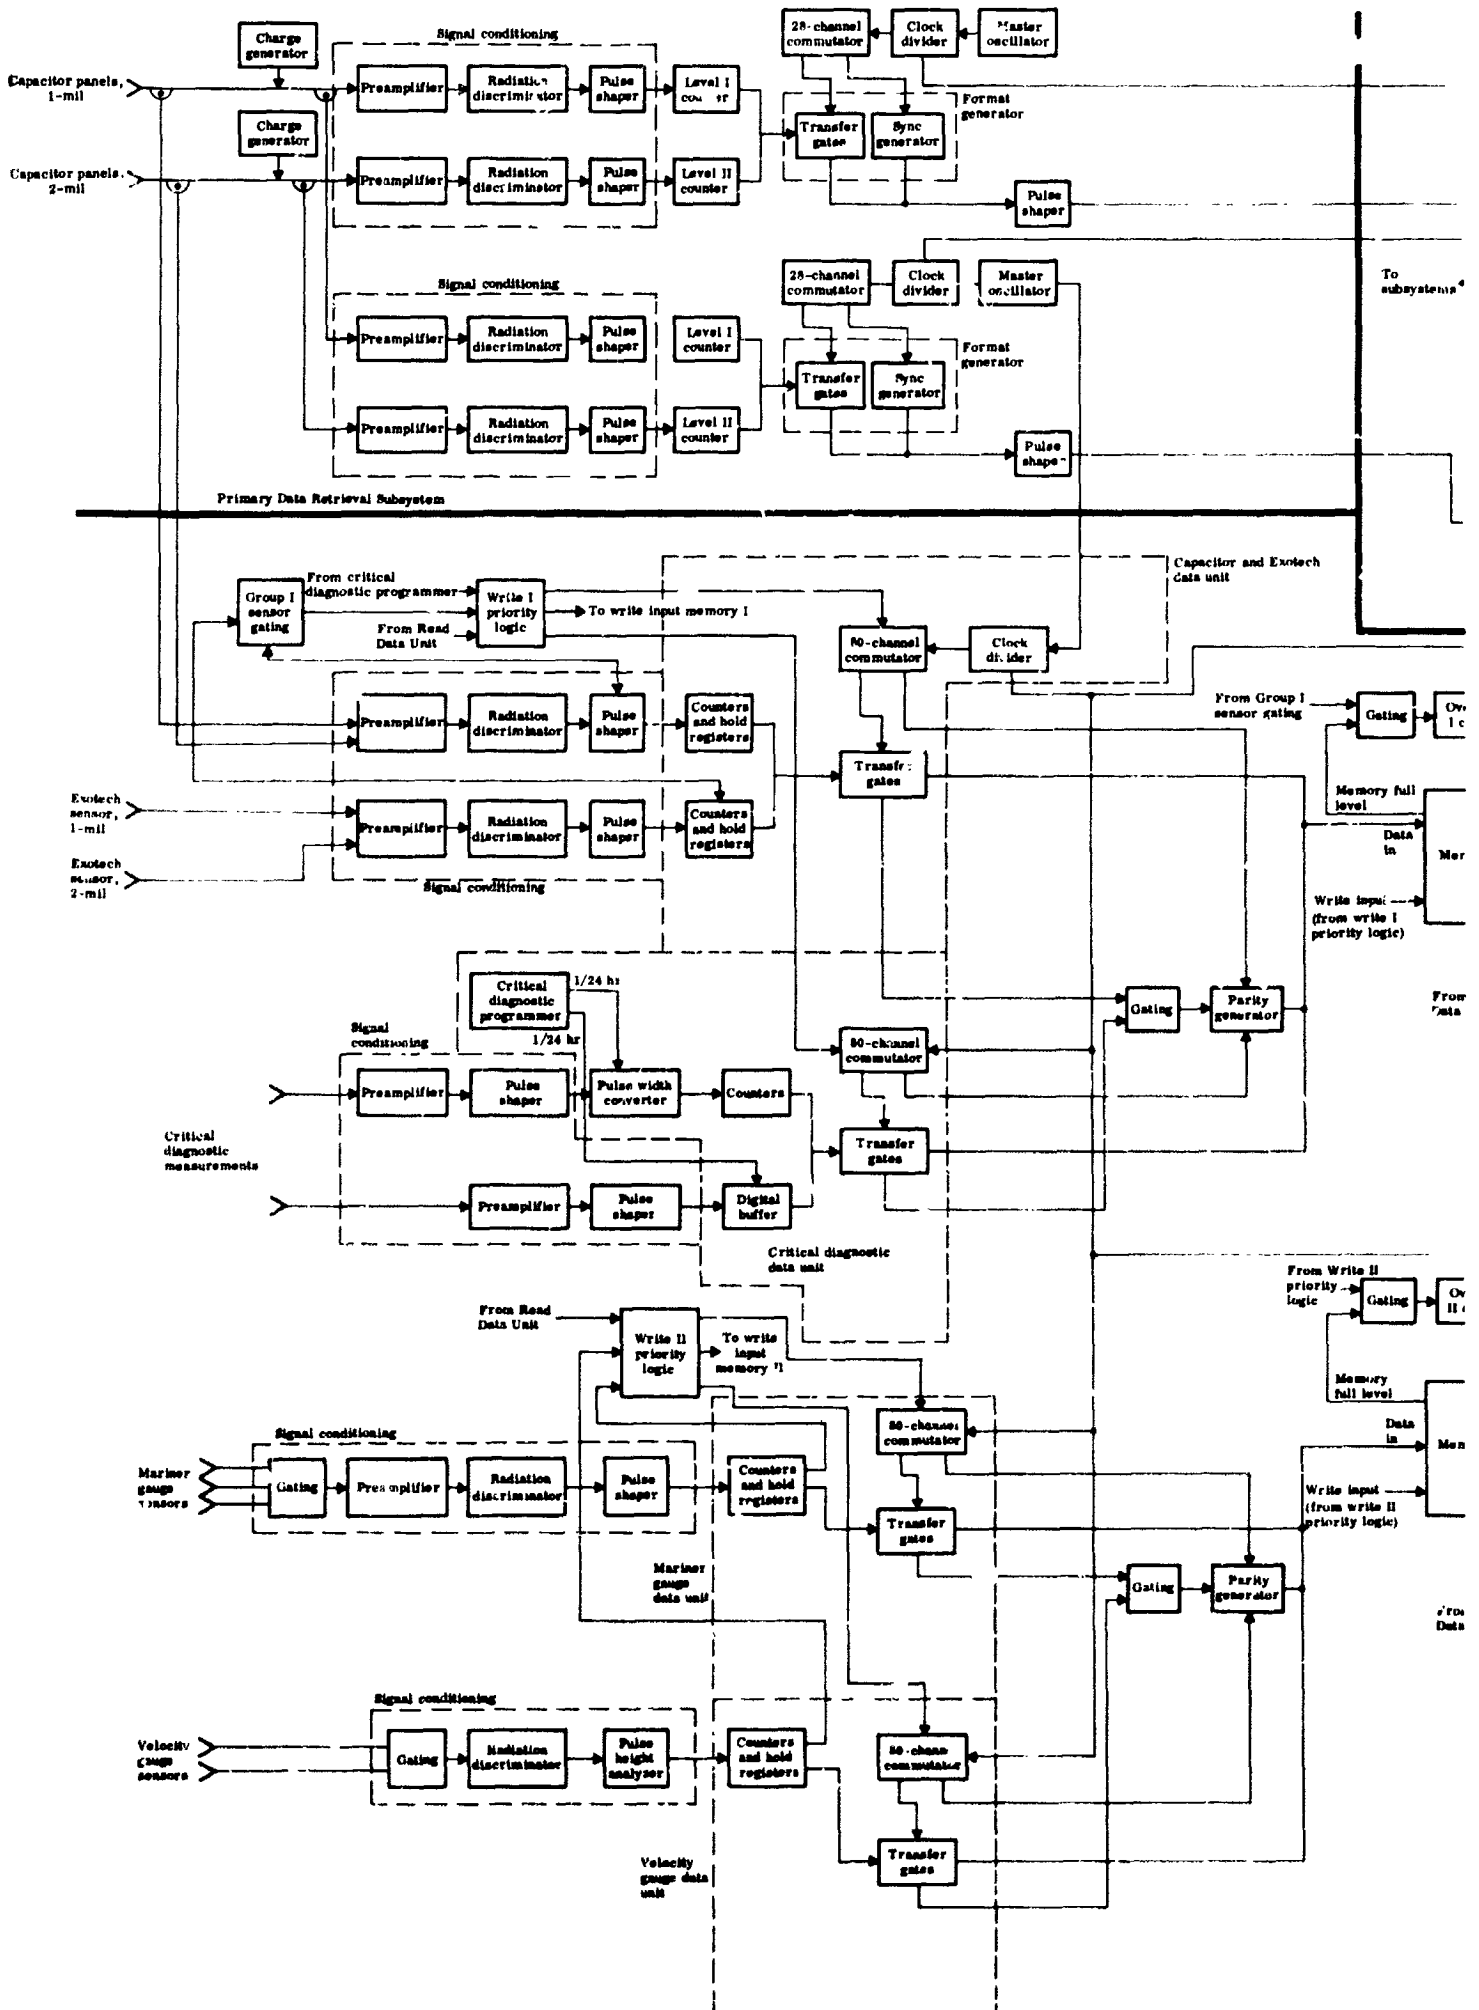 Signal conditioning
Charge
generator
28-channel
commutator
Clock
divider
Master
oscillator
Capacitor panels,
1-mil
Preamplifier
Radiation
discriminator
Pulse
shaper
Level I
Format
generator
Charge
generator
Transfer
gates
Sync
generator
Capacitor panels,
2-mil
Preamplifier
Radiation
discriminator
Pulse
shaper
Level II
counter
Pulse
shaper
Signal conditioning
28-channel
commutator
Clock
divider
Master
oscillator
To
subsystems
Preamplifier
Radiation
discriminator
Pulse
shaper
Level I
counter
Format
generator
Transfer
gates
Sync
generator
Preamplifier
Radiation
discriminator
Pulse
shaper
Level II
counter
Pulse
Primary Data Retrieval Subsystem
Capacitor and Exotech
data unit
From critical
diagnostic programmer
Group I
sensor
gating
Write I
priority
logic
To write input memory I
From Read
Data Unit
80-channel
commutator
Clock
divider
From Group I
sensor gating
Gating
Preamplifier
Radiation
discriminator
Pulse
shaper
Counters
and hold
registers
Transfer
gates
Memory full
level
Exotech
sensor,
1-mil
Preamplifier
Radiation
discriminator
Pulse
shaper
Counters
and hold
registers
Data
in
Exotech
sensor,
2-mil
Signal conditioning
Write input
(from write I
priority logic)
Critical
diagnostic
programmer
1/24 hr
1/24 hr
Gating
Parity
generator
From
Signal
conditioning
80-channel
commutator
Preamplifier
Pulse
shaper
Pulse width
converter
Counters
Critical
diagnostic
measurements
Transfer
gates
Preamplifier
Pulse
shaper
Digital
buffer
Critical diagnostic
data unit
From Write II
priority
logic
Gating
From Read
Data Unit
Write II
priority
logic
To write
input
memory
Memory
full level
Signal conditioning
80-channel
commutator
Data
in
Mariner
gauge
Gating
Radiation
discriminator
Pulse
shaper
Counters
and hold
registers
Write input
(from write II
priority logic)
Transfer
gates
Mariner
gauge
data unit
Gating
Parity
generator
Data
Signal conditioning
Velocity
gauge
sensors
Gating
Radiation
discriminator
Pulse
height
analyzer
Counters
and hold
registers
commutator
Velocity
gauge data
unit
Transfer
gates